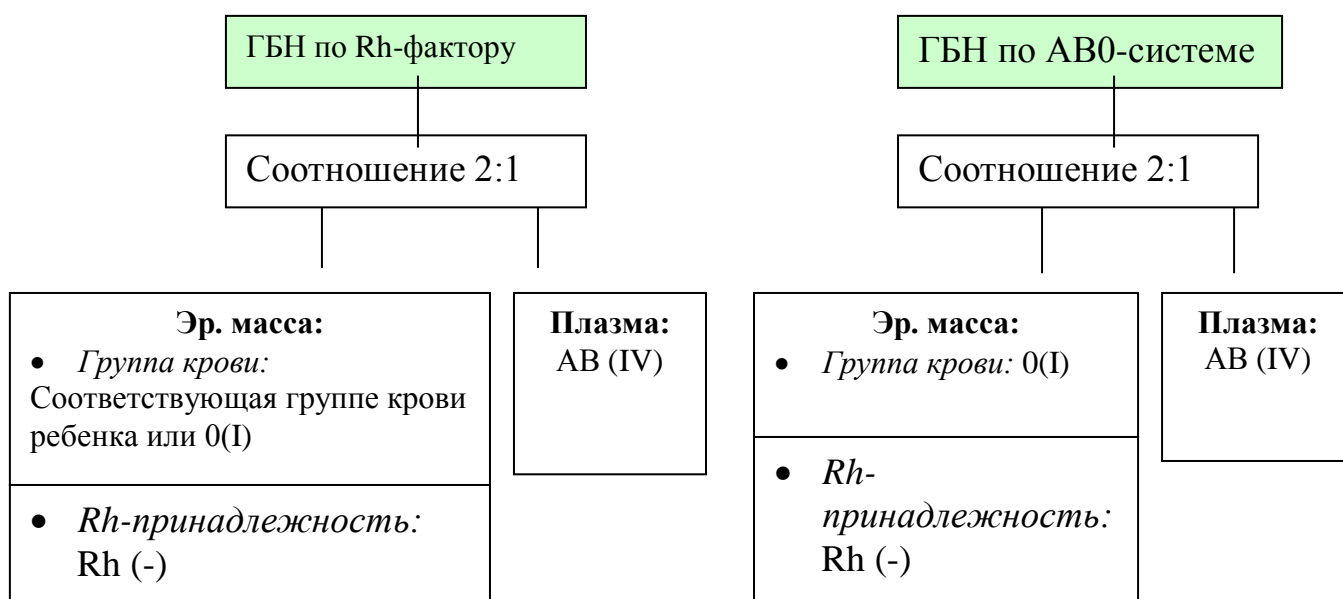 ГБН по Rh-фактору
Соотношение 2:1
Эр. масса:
• Группа крови:
Соответствующая группе крови
ребенка или 0(I)
• Rh-принадлежность:
Rh (-)
Плазма:
AB (IV)
ГБН по АВ0-системе
Соотношение 2:1
Эр. масса:
• Группа крови: 0(I)
• Rh-
принадлежность:
Rh (-)
Плазма:
AB (IV)